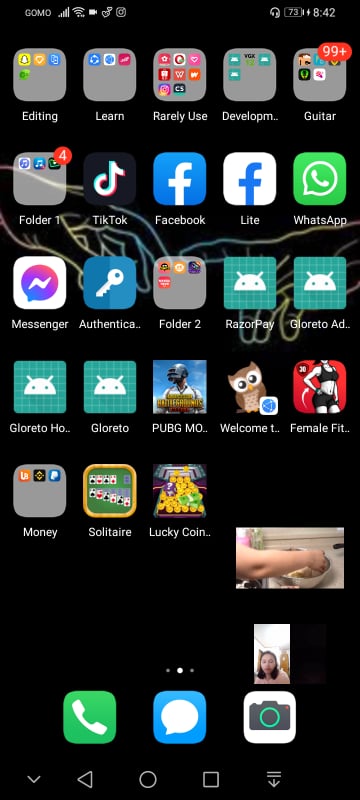 GOMO 73 8:42
99+
Editing Learn Rarely Use Developm.. Guitar
4
Folder 1 TikTok Facebook Lite WhatsApp
Messenger Authentica.. Folder 2 RazorPay Gloreto Ad..
30
Gloreto Ho.. Gloreto PUBG MO.. Welcome t.. Female Fit..
Money Solitaire Lucky Coin..